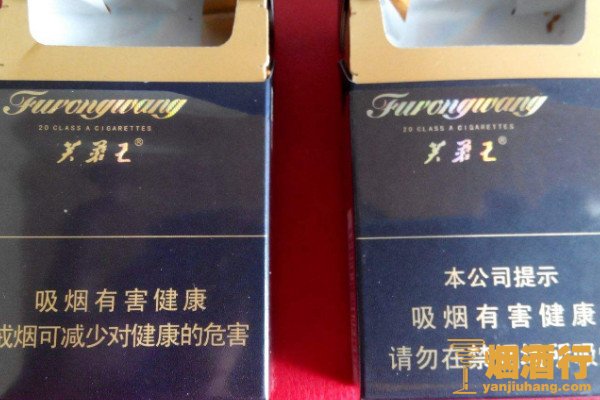 Furongwang
20 CLASS A CIGARETTES
芙蓉王®
吸烟有害健康
戒烟可减少对健康的危害
Furongwang
20 CLASS A CIGARETTES
芙蓉王®
本公司提示
吸烟有害健康
请勿在禁
烟酒行
yanjiuhang.com